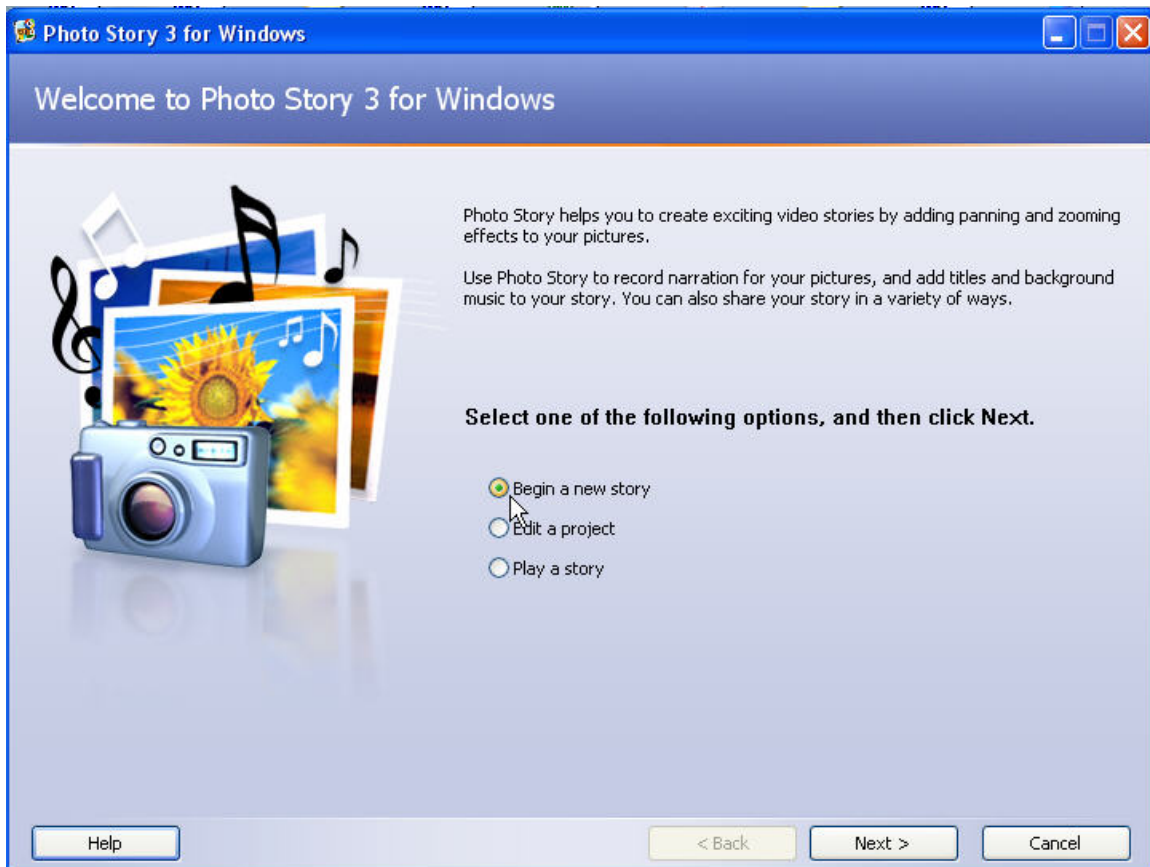 Photo Story 3 for Windows
Welcome to Photo Story 3 for Windows
Photo Story helps you to create exciting video stories by adding panning and zooming
effects to your pictures.
Use Photo Story to record narration for your pictures, and add titles and background
music to your story. You can also share your story in a variety of ways.
Select one of the following options, and then click Next.
Begin a new story
Edit a project
Play a story
Help
< Back
Next >
Cancel